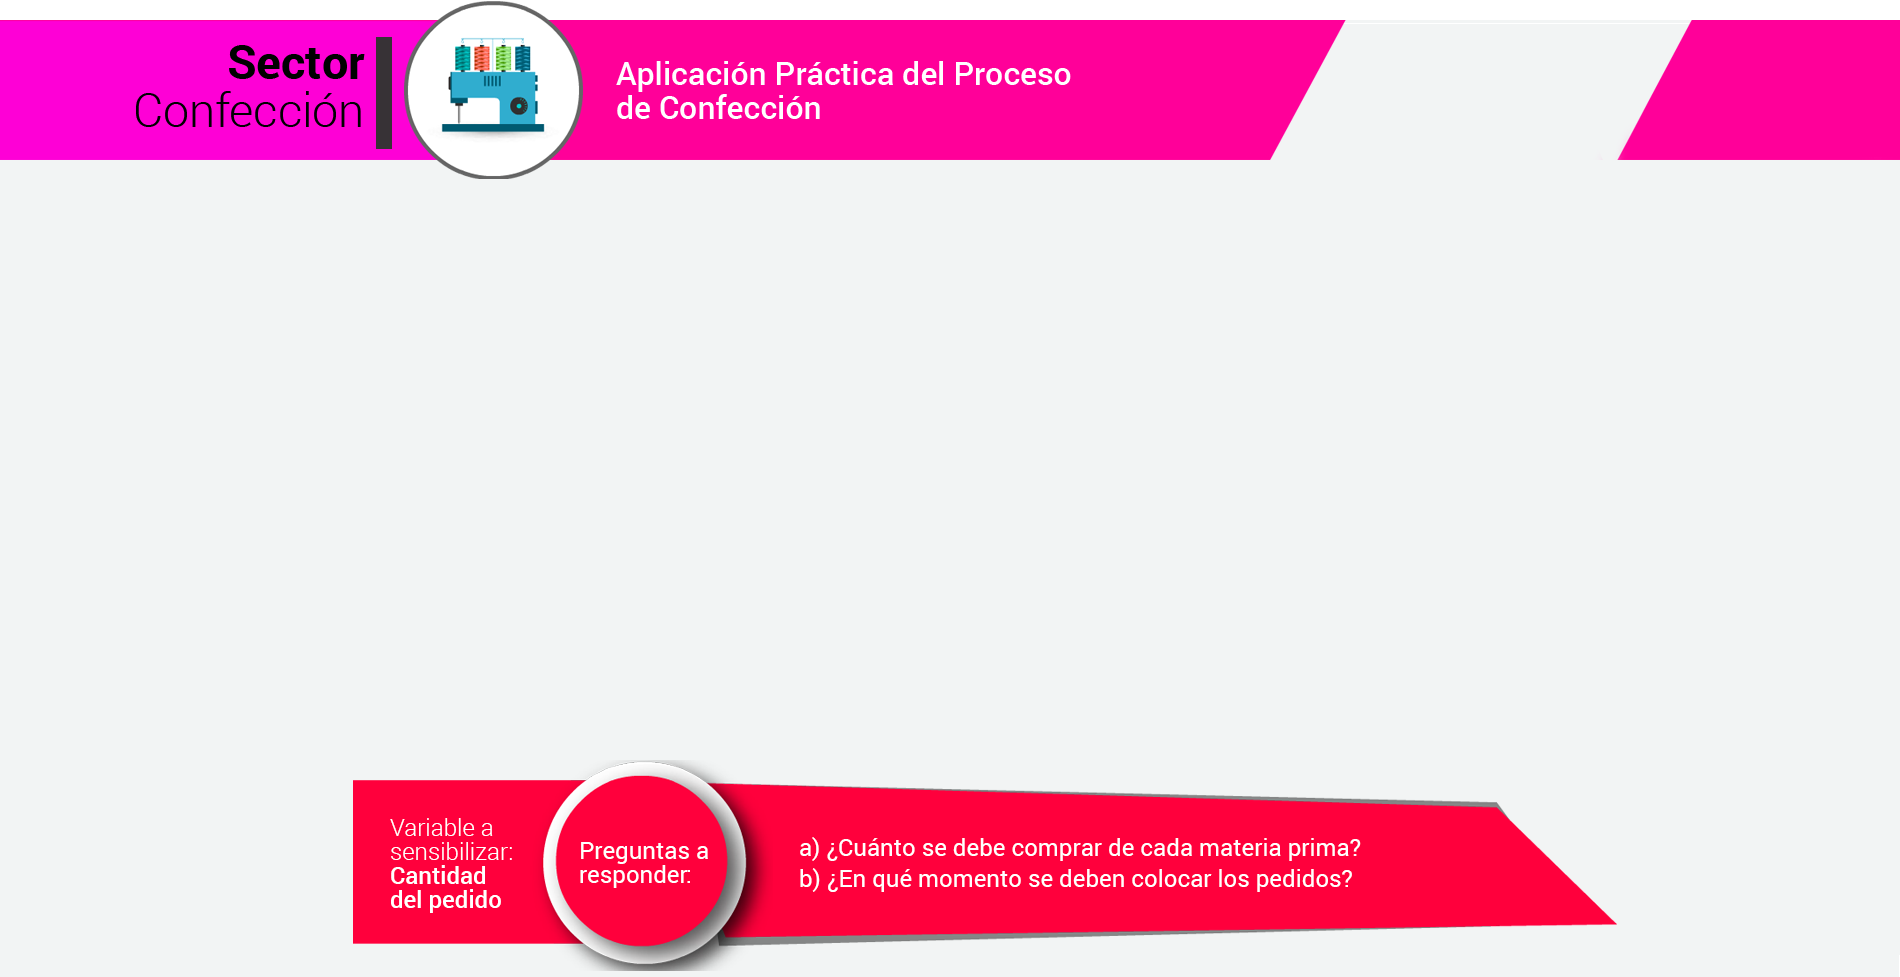 Sector
Confección
Aplicación Práctica del Proceso
de Confección
Variable a
sensibilizar:
Cantidad
del pedido
Preguntas a
responder:
a) ¿Cuánto se debe comprar de cada materia prima?
b) ¿En qué momento se deben colocar los pedidos?